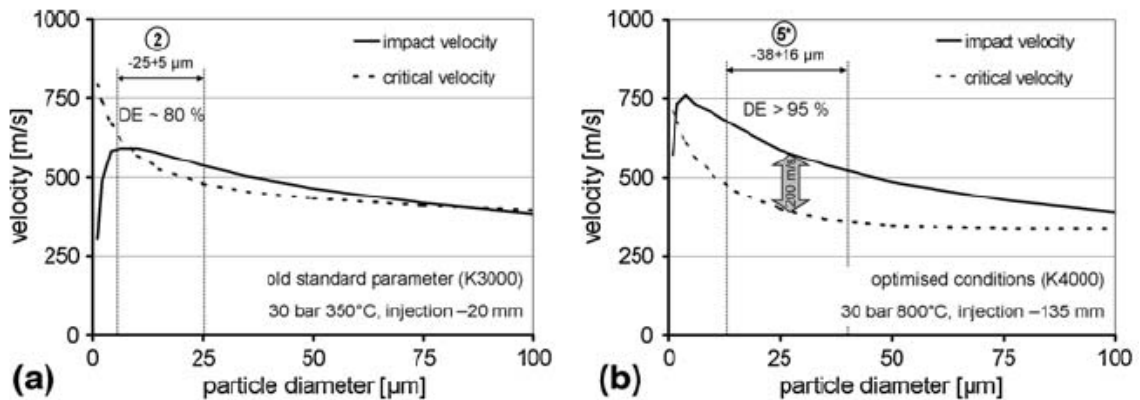 1000
750
500
250
0
velocity [m/s]
②
-25+5 µm
DE ~ 80 %
impact velocity
critical velocity
old standard parameter (K3000)
30 bar 350°C, injection –20 mm
0 25 50 75 100
particle diameter [µm]
(a)
1000
750
500
250
0
velocity [m/s]
5*
-38+16 µm
DE > 95 %
impact velocity
critical velocity
200 m/s
optimised conditions (K4000)
30 bar 800°C, injection –135 mm
0 25 50 75 100
particle diameter [µm]
(b)